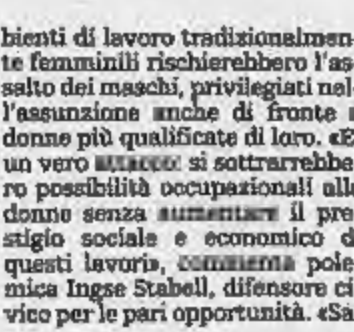 bienti di lavoro tradizionalmen-
te femminili rischierebbero l'as-
salto dei maschi, privilegiati nel-
l'assunzione anche di fronte a
donne più qualificate di loro. «È
un vero si sottrarrebbe-
ro possibilità occupazionali alle
donne senza aumentare il pre-
stigio sociale e economico di
questi lavori», commenta pole-
mica Ingse Stabell, difensore ci-
vico per le pari opportunità. «Sa